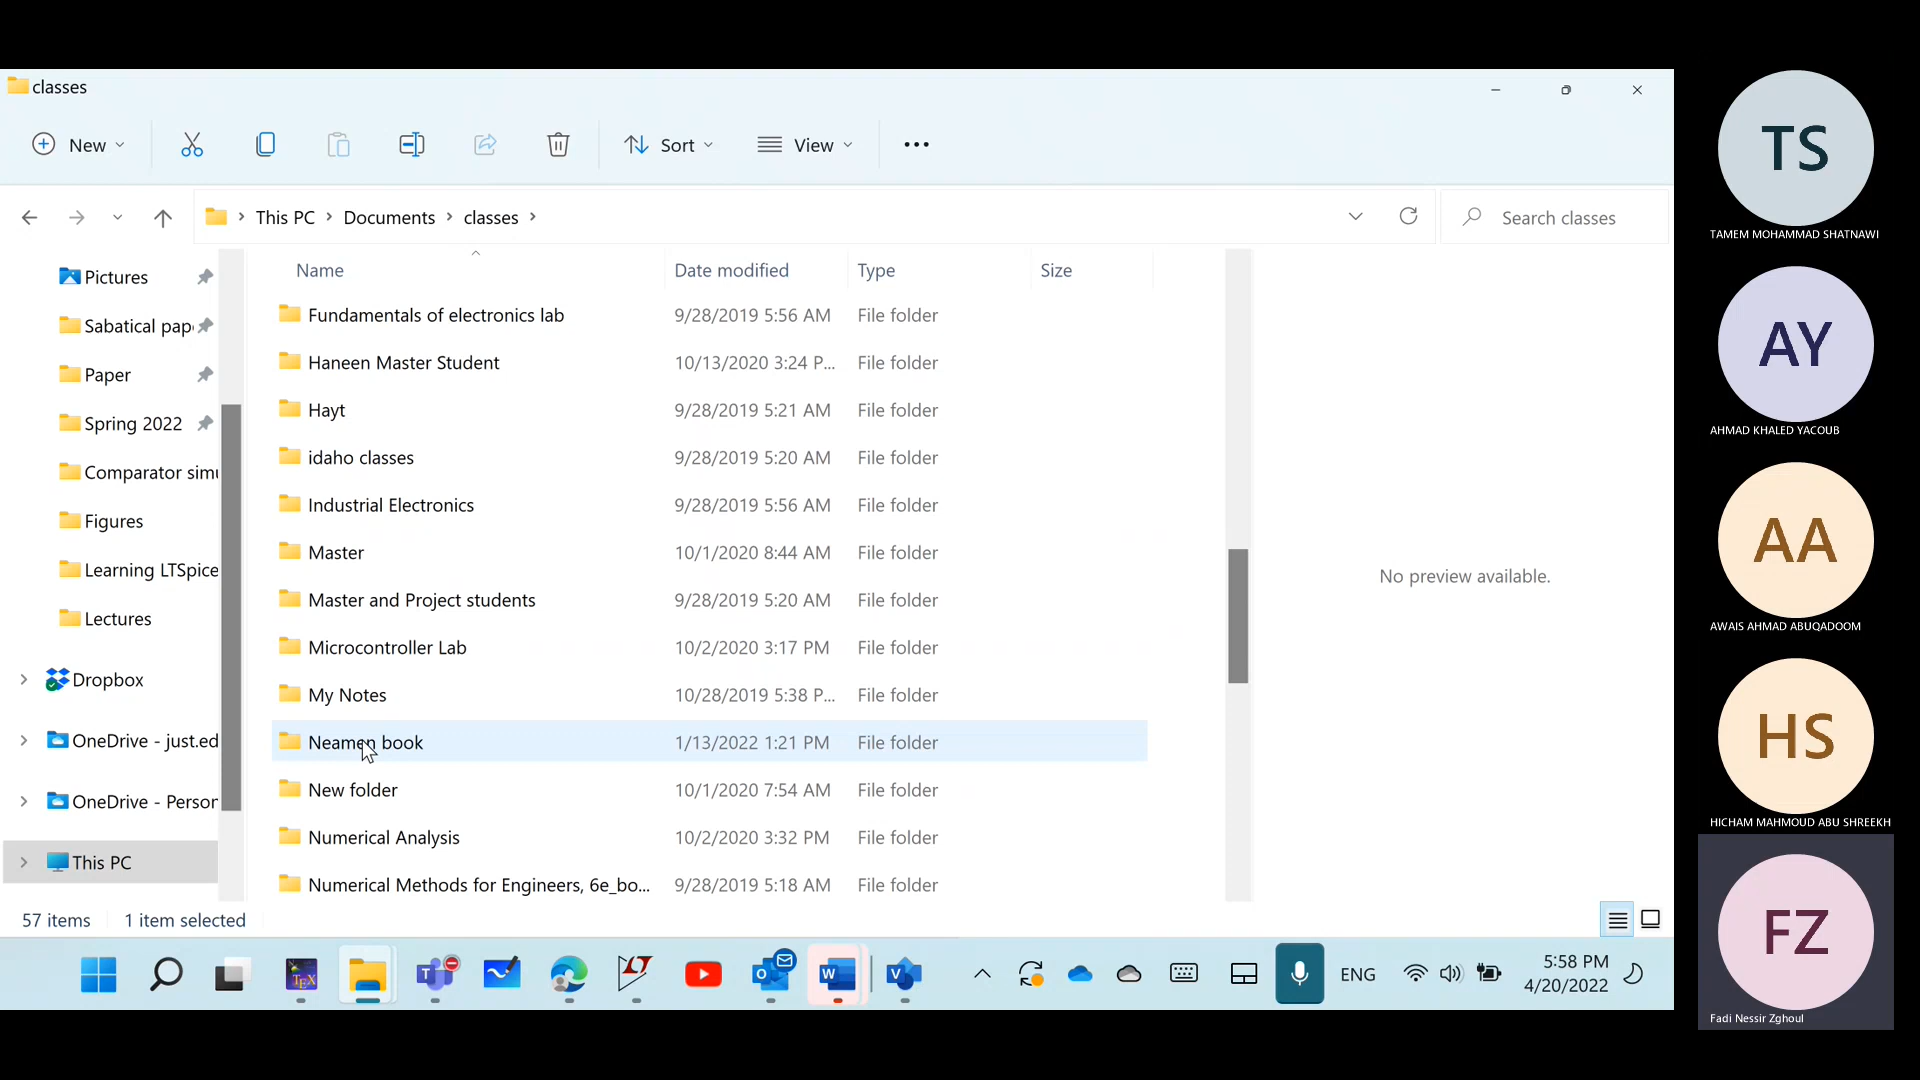 classes
New
Sort
View
This PC
Documents
classes
Search classes
Pictures
Sabatical pap
Paper
Spring 2022
Comparator simu
Figures
Learning LTSpice
Lectures
Dropbox
OneDrive - just.ed
OneDrive - Person
This PC
Name Date modified Type Size
Fundamentals of electronics lab 9/28/2019 5:56 AM File folder
Haneen Master Student 10/13/2020 3:24 P... File folder
Hayt 9/28/2019 5:21 AM File folder
idaho classes 9/28/2019 5:20 AM File folder
Industrial Electronics 9/28/2019 5:56 AM File folder
Master 10/1/2020 8:44 AM File folder
Master and Project students 9/28/2019 5:20 AM File folder
Microcontroller Lab 10/2/2020 3:17 PM File folder
My Notes 10/28/2019 5:38 P... File folder
Neamen book 1/13/2022 1:21 PM File folder
New folder 10/1/2020 7:54 AM File folder
Numerical Analysis 10/2/2020 3:32 PM File folder
Numerical Methods for Engineers, 6e_bo... 9/28/2019 5:18 AM File folder
No preview available.
57 items 1 item selected
TEX
T
O
W
V
ENG
5:58 PM
4/20/2022
TS
TAMEM MOHAMMAD SHATNAWI
AY
AHMAD KHALED YACOUB
AA
AWAIS AHMAD ABUQADOOM
HS
HICHAM MAHMOUD ABU SHREEKH
FZ
Fadi Nessir Zghoul